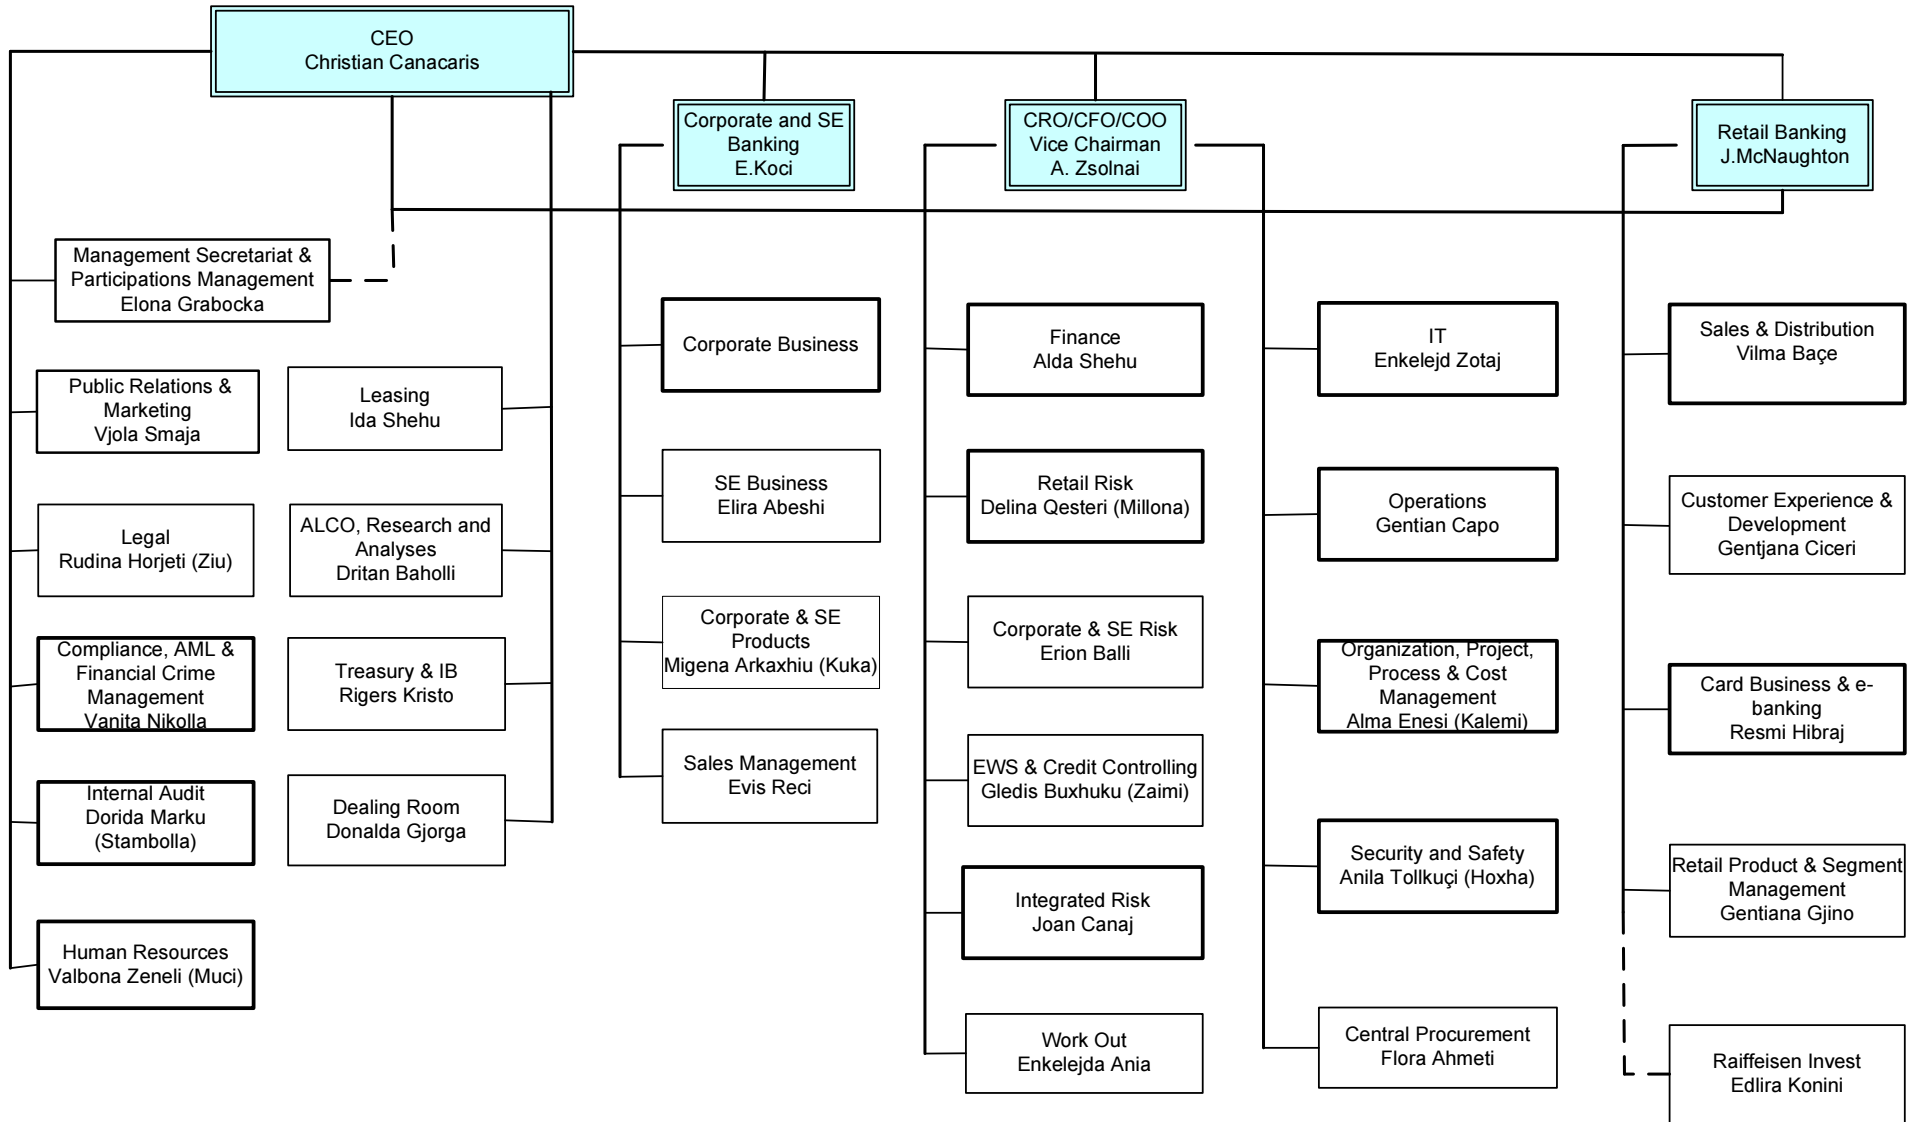 CEO
Christian Canacaris
Corporate and SE
Banking
E.Koci
CRO/CFO/COO
Vice Chairman
A. Zsolnai
Retail Banking
J.McNaughton
Management Secretariat &
Participations Management
Elona Grabocka
Public Relations &
Marketing
Vjola Smaja
Legal
Rudina Horjeti (Ziu)
Compliance, AML &
Financial Crime
Management
Vanita Nikolla
Internal Audit
Dorida Marku
(Stambolla)
Human Resources
Valbona Zeneli (Muci)
Leasing
Ida Shehu
ALCO, Research and
Analyses
Dritan Baholli
Treasury & IB
Rigers Kristo
Dealing Room
Donalda Gjorga
Corporate Business
SE Business
Elira Abeshi
Corporate & SE
Products
Migena Arkaxhiu (Kuka)
Sales Management
Evis Reci
Finance
Alda Shehu
Retail Risk
Delina Qesteri (Millona)
Corporate & SE Risk
Erion Balli
EWS & Credit Controlling
Gledis Buxhuku (Zaimi)
Integrated Risk
Joan Canaj
Work Out
Enkelejda Ania
IT
Enkelejd Zotaj
Operations
Gentian Capo
Organization, Project,
Process & Cost
Management
Alma Enesi (Kalemi)
Security and Safety
Anila Tollkuçi (Hoxha)
Central Procurement
Flora Ahmeti
Sales & Distribution
Vilma Baçe
Customer Experience &
Development
Gentjana Ciceri
Card Business & e-
banking
Resmi Hibraj
Retail Product & Segment
Management
Gentiana Gjino
Raiffeisen Invest
Edlira Konini